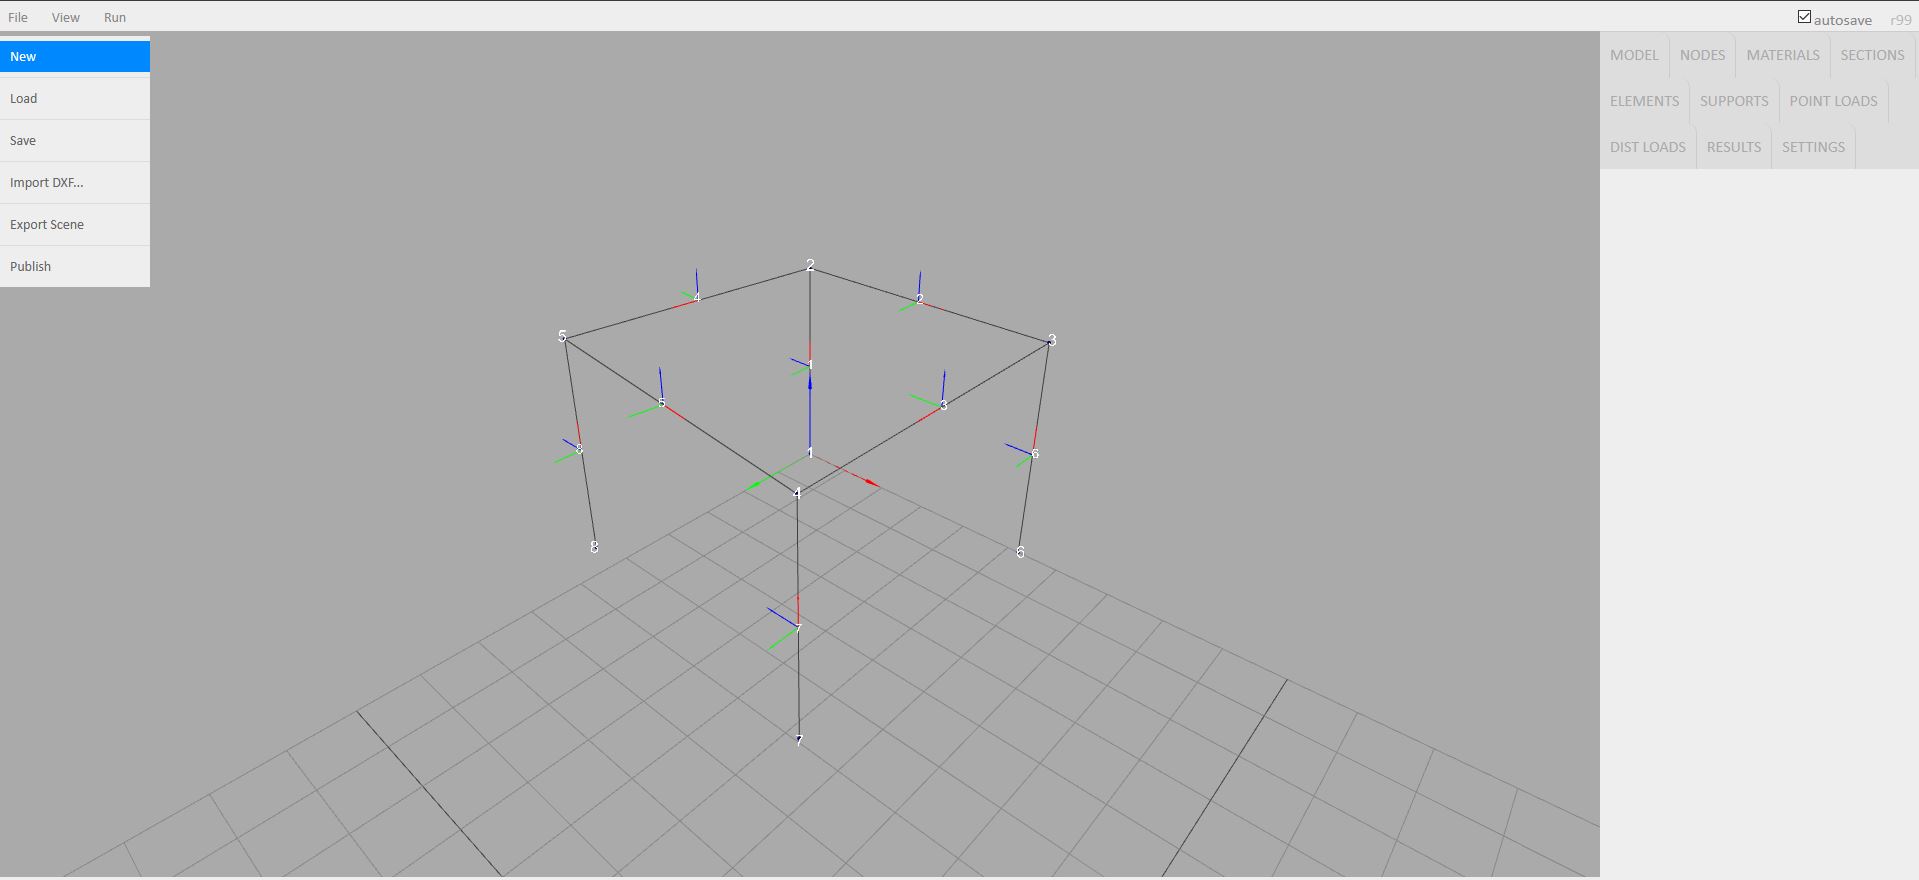 File View Run autosave r99
New
Load
Save
Import DXF...
Export Scene
Publish
MODEL NODES MATERIALS SECTIONS
ELEMENTS SUPPORTS POINT LOADS
DIST LOADS RESULTS SETTINGS
2
4 2
5 3
1
5 3
8 1 6
4
8 6
7
7